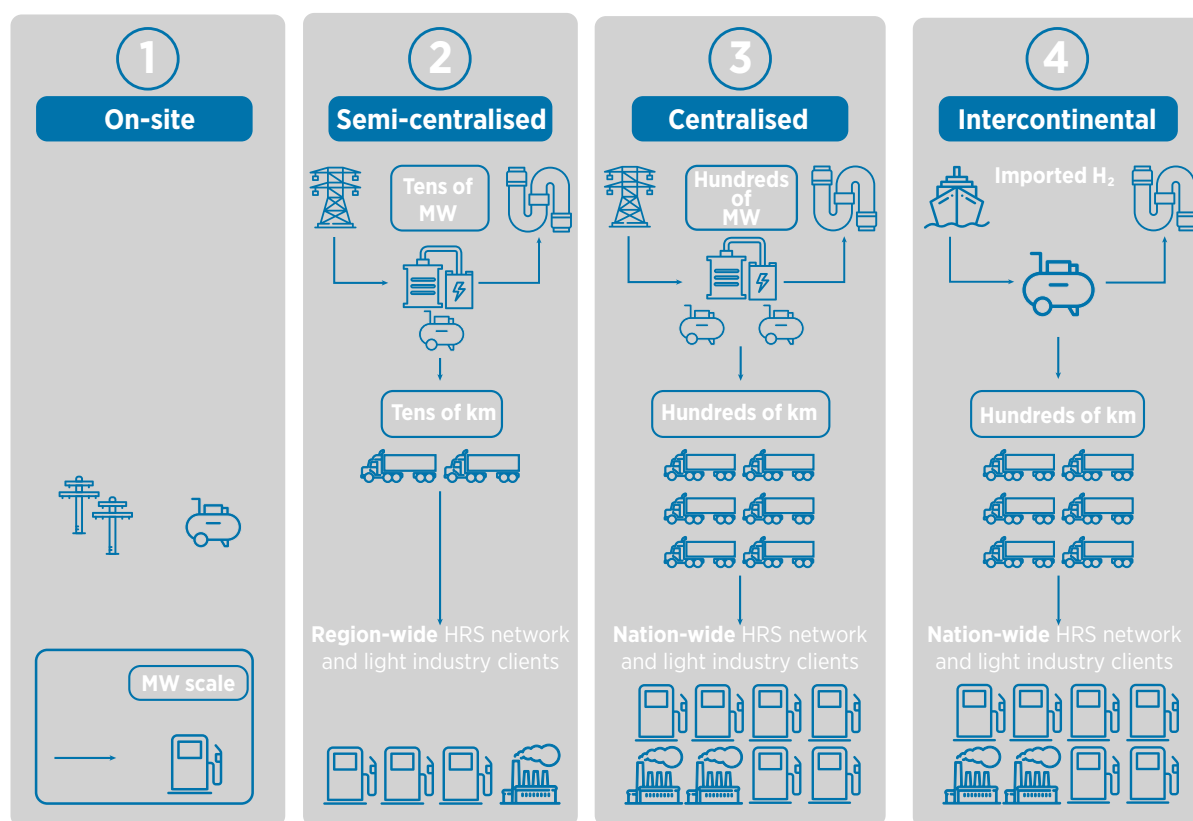 1
On-site
MW scale
2
Semi-centralised
Tens of
MW
Tens of km
Region-wide HRS network
and light industry clients
3
Centralised
Hundreds
of
MW
Hundreds of km
Nation-wide HRS network
and light industry clients
4
Intercontinental
Imported H₂
Hundreds of km
Nation-wide HRS network
and light industry clients